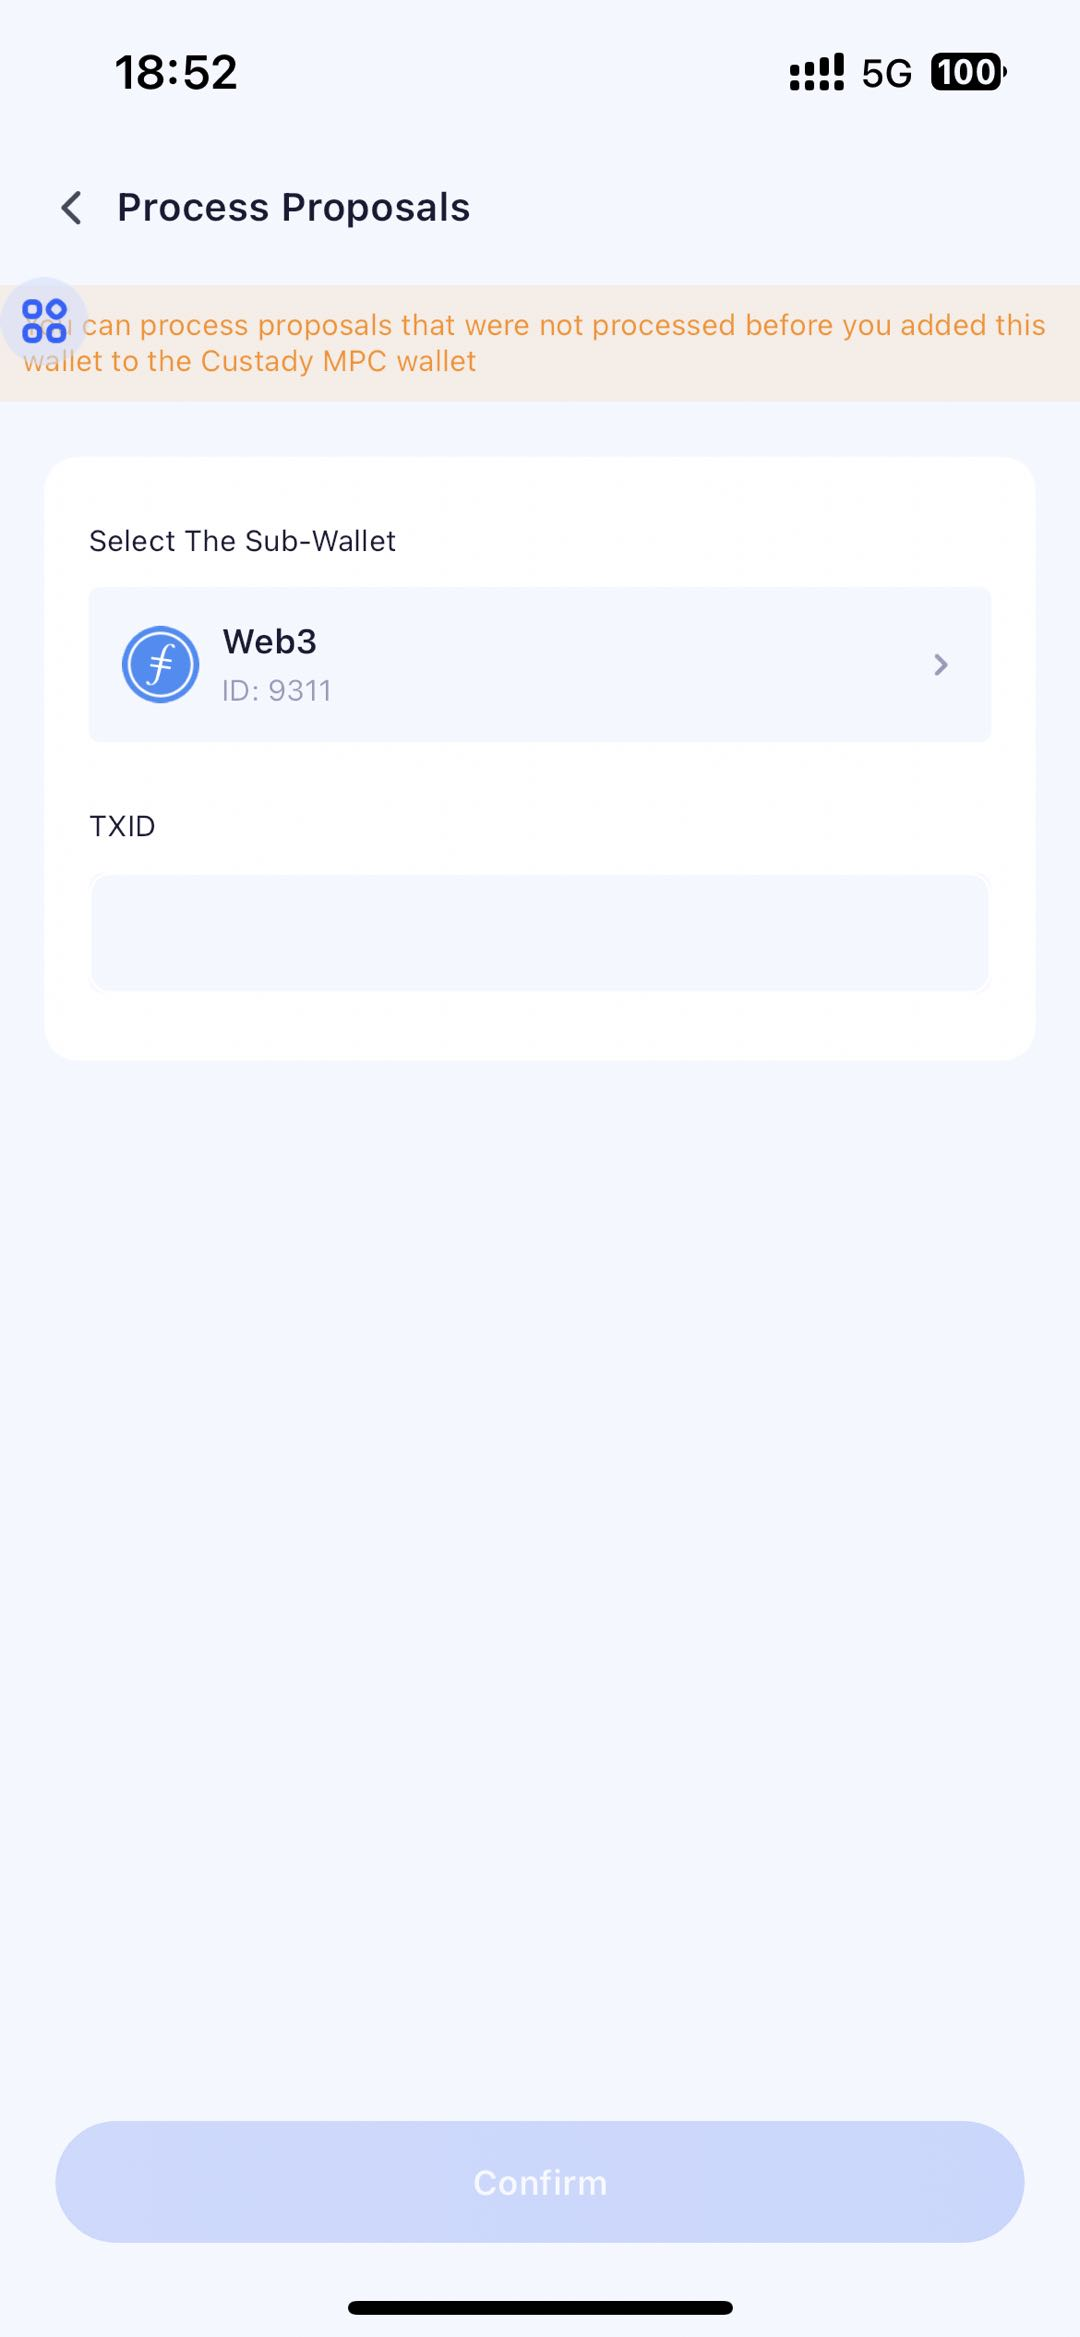 18:52
5G 100
Process Proposals
You can process proposals that were not processed before you added this
wallet to the Custady MPC wallet
Select The Sub-Wallet
Web3
ID: 9311
TXID
Confirm